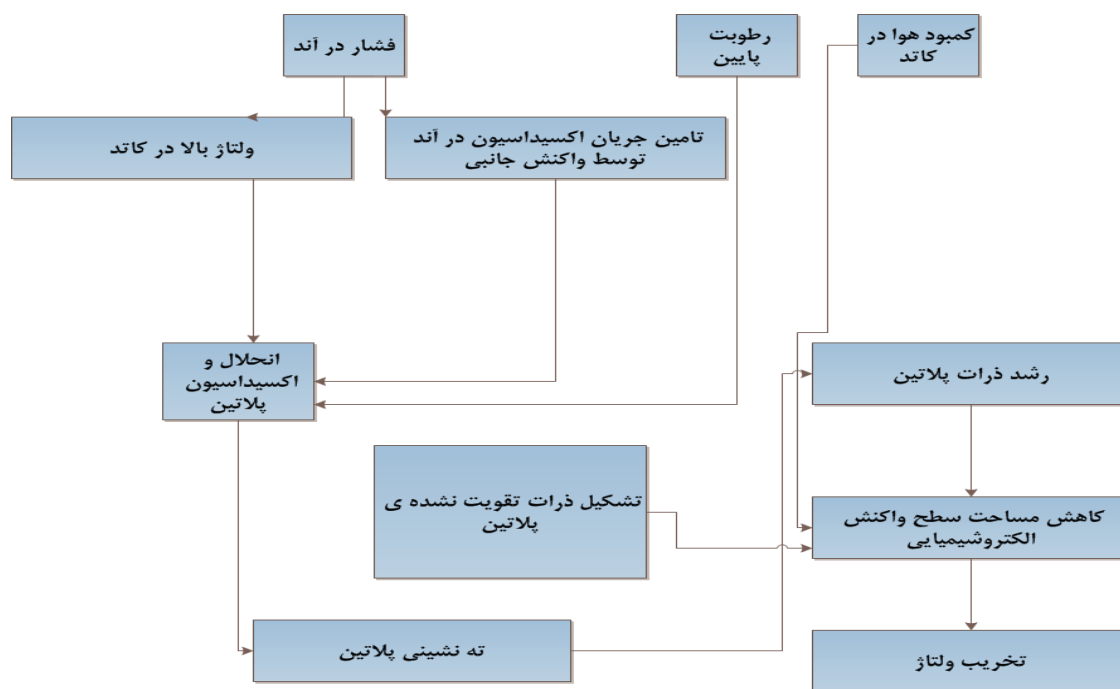 کمبود هوا در
کاتد
رطوبت
پایین
فشار در آند
تامین جریان اکسیداسیون در آند
توسط واکنش جانبی
ولتاژ بالا در کاتد
انحلال و
اکسیداسیون
پلاتین
رشد ذرات پلاتین
تشکیل ذرات تقویت نشده ی
پلاتین
کاهش مساحت سطح واکنش
الکتروشیمیایی
ته نشینی پلاتین
تخریب ولتاژ